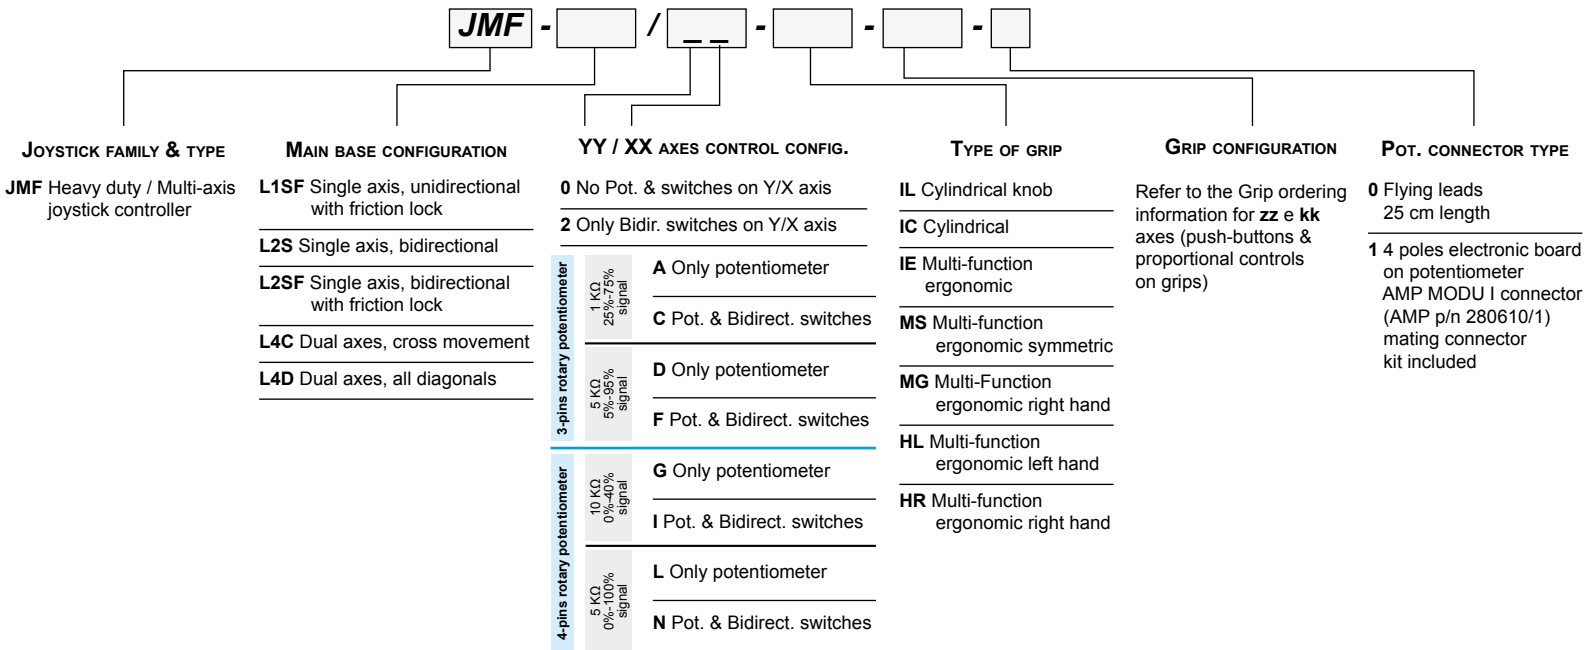 JMF - / _ _ - - -
JOYSTICK FAMILY & TYPE
JMF Heavy duty / Multi-axis
joystick controller
MAIN BASE CONFIGURATION
L1SF Single axis, unidirectional
with friction lock
L2S Single axis, bidirectional
L2SF Single axis, bidirectional
with friction lock
L4C Dual axes, cross movement
L4D Dual axes, all diagonals
YY / XX AXES CONTROL CONFIG.
0 No Pot. & switches on Y/X axis
2 Only Bidir. switches on Y/X axis
3-pins rotary potentiometer
1 KΩ
25%-75%
signal
A Only potentiometer
C Pot. & Bidirect. switches
5 KΩ
5%-95%
signal
D Only potentiometer
F Pot. & Bidirect. switches
4-pins rotary potentiometer
10 KΩ
0%-40%
signal
G Only potentiometer
I Pot. & Bidirect. switches
5 KΩ
0%-100%
signal
L Only potentiometer
N Pot. & Bidirect. switches
TYPE OF GRIP
IL Cylindrical knob
IC Cylindrical
IE Multi-function
ergonomic
MS Multi-function
ergonomic symmetric
MG Multi-Function
ergonomic right hand
HL Multi-function
ergonomic left hand
HR Multi-function
ergonomic right hand
GRIP CONFIGURATION
Refer to the Grip ordering
information for zz e kk
axes (push-buttons &
proportional controls
on grips)
POT. CONNECTOR TYPE
0 Flying leads
25 cm length
1 4 poles electronic board
on potentiometer
AMP MODU I connector
(AMP p/n 280610/1)
mating connector
kit included